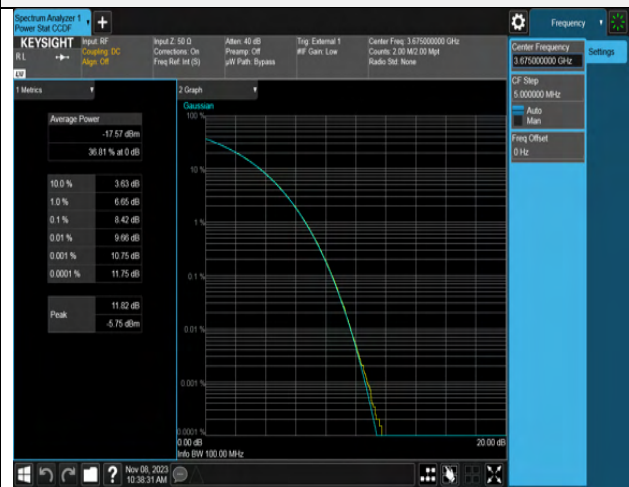 Spectrum Analyzer 1
Power Stat CCDF
Frequency
KEYSIGHT
Input: RF
Coupling: DC
Align: Off
Input Z: 50 Ω
Corrections: On
Freq Ref: Int (S)
Atten: 40 dB
Preamp: Off
µW Path: Bypass
Trig: External 1
#IF Gain: Low
Center Freq: 3.675000000 GHz
Counts: 2.00 M/2.00 Mpt
Radio Std: None
RL
LXI
Center Frequency
3.675000000 GHz
Settings
CF Step
5.000000 MHz
Auto
Man
Freq Offset
0 Hz
1 Metrics
Average Power
-17.57 dBm
36.81 % at 0 dB
10.0 % 3.63 dB
1.0 % 6.65 dB
0.1 % 8.42 dB
0.01 % 9.66 dB
0.001 % 10.75 dB
0.0001 % 11.75 dB
Peak
11.82 dB
-5.75 dBm
2 Graph
Gaussian
100 %
10 %
1 %
0.1 %
0.01 %
0.001 %
0.0001 %
0.00 dB
20.00 dB
Info BW 100.00 MHz
?
Nov 08, 2023
10:38:31 AM